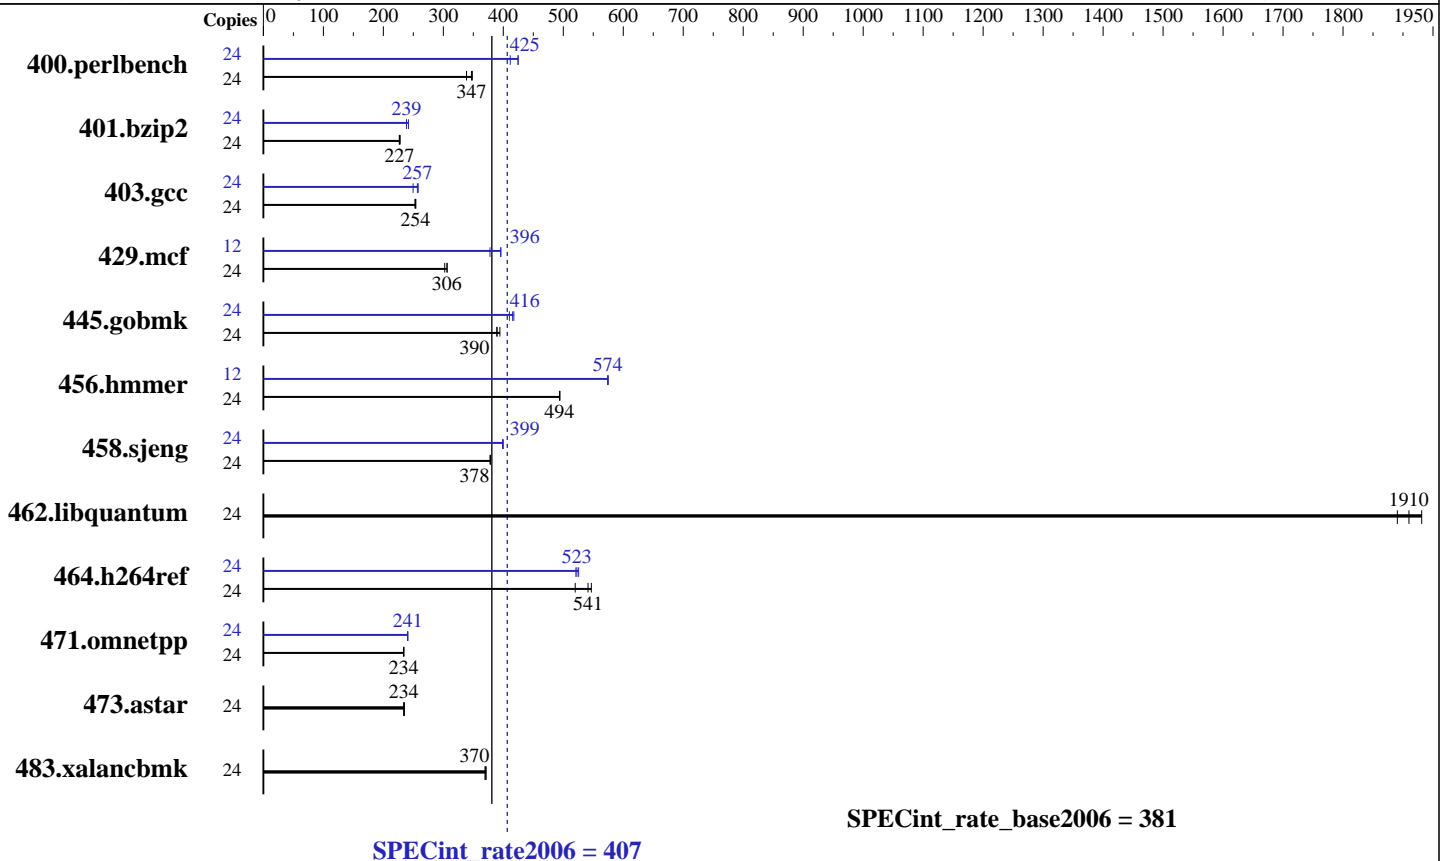 Copies 0 100 200 300 400 500 600 700 800 900 1000 1100 1200 1300 1400 1500 1600 1700 1800 1950
400.perlbench 24 425
24 347
401.bzip2 24 239
24 227
403.gcc 24 257
24 254
429.mcf 12 396
24 306
445.gobmk 24 416
24 390
456.hmmer 12 574
24 494
458.sjeng 24 399
24 378
462.libquantum 24 1910
464.h264ref 24 523
24 541
471.omnetpp 24 241
24 234
473.astar 24 234
483.xalancbmk 24 370
SPECint_rate_base2006 = 381
SPECint_rate2006 = 407